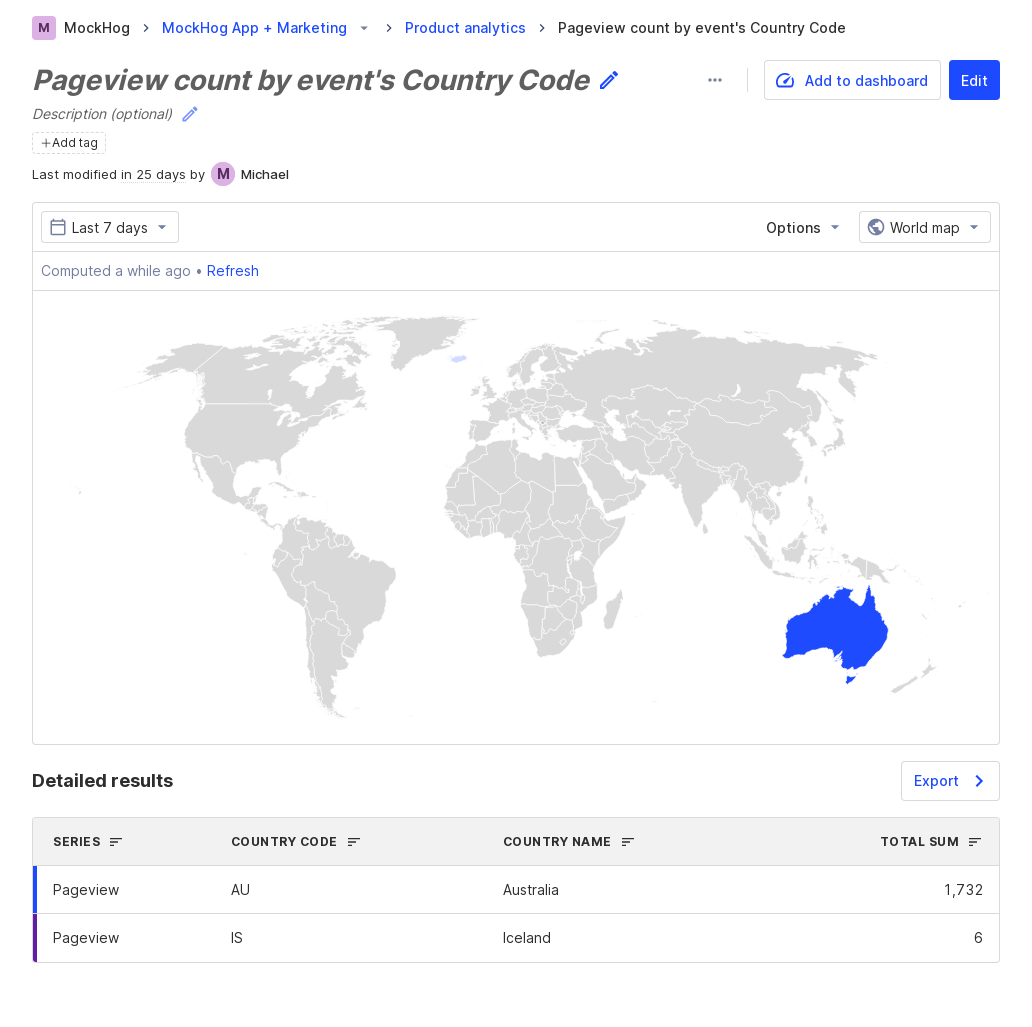 M MockHog > MockHog App + Marketing > Product analytics > Pageview count by event's Country Code
Pageview count by event's Country Code
Add to dashboard
Edit
Description (optional)
+Add tag
Last modified in 25 days by M Michael
Last 7 days
Options
World map
Computed a while ago • Refresh
Detailed results
Export
SERIES COUNTRY CODE COUNTRY NAME TOTAL SUM
Pageview AU Australia 1,732
Pageview IS Iceland 6